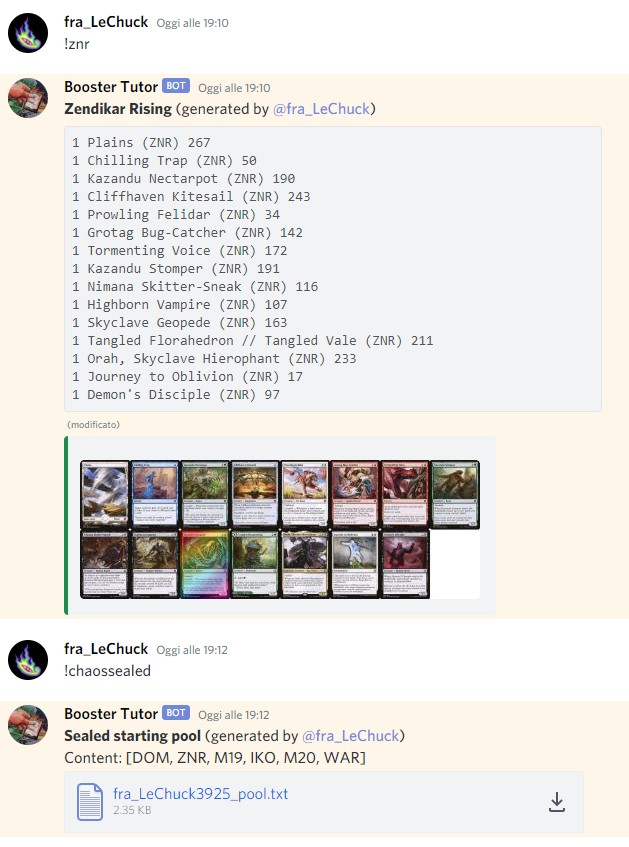 fra_LeChuck Oggi alle 19:10
!znr
Booster Tutor BOT Oggi alle 19:10
Zendikar Rising (generated by @fra_LeChuck)
1 Plains (ZNR) 267
1 Chilling Trap (ZNR) 50
1 Kazandu Nectarpot (ZNR) 190
1 Cliffhaven Kitesail (ZNR) 243
1 Prowling Felidar (ZNR) 34
1 Grotag Bug-Catcher (ZNR) 142
1 Tormenting Voice (ZNR) 172
1 Kazandu Stomper (ZNR) 191
1 Nimana Skitter-Sneak (ZNR) 116
1 Highborn Vampire (ZNR) 107
1 Skyclave Geopede (ZNR) 163
1 Tangled Florahedron // Tangled Vale (ZNR) 211
1 Orah, Skyclave Hierophant (ZNR) 233
1 Journey to Oblivion (ZNR) 17
1 Demon's Disciple (ZNR) 97
(modificato)
fra_LeChuck Oggi alle 19:12
!chaossealed
Booster Tutor BOT Oggi alle 19:12
Sealed starting pool (generated by @fra_LeChuck)
Content: [DOM, ZNR, M19, IKO, M20, WAR]
fra_LeChuck3925_pool.txt
2.35 KB